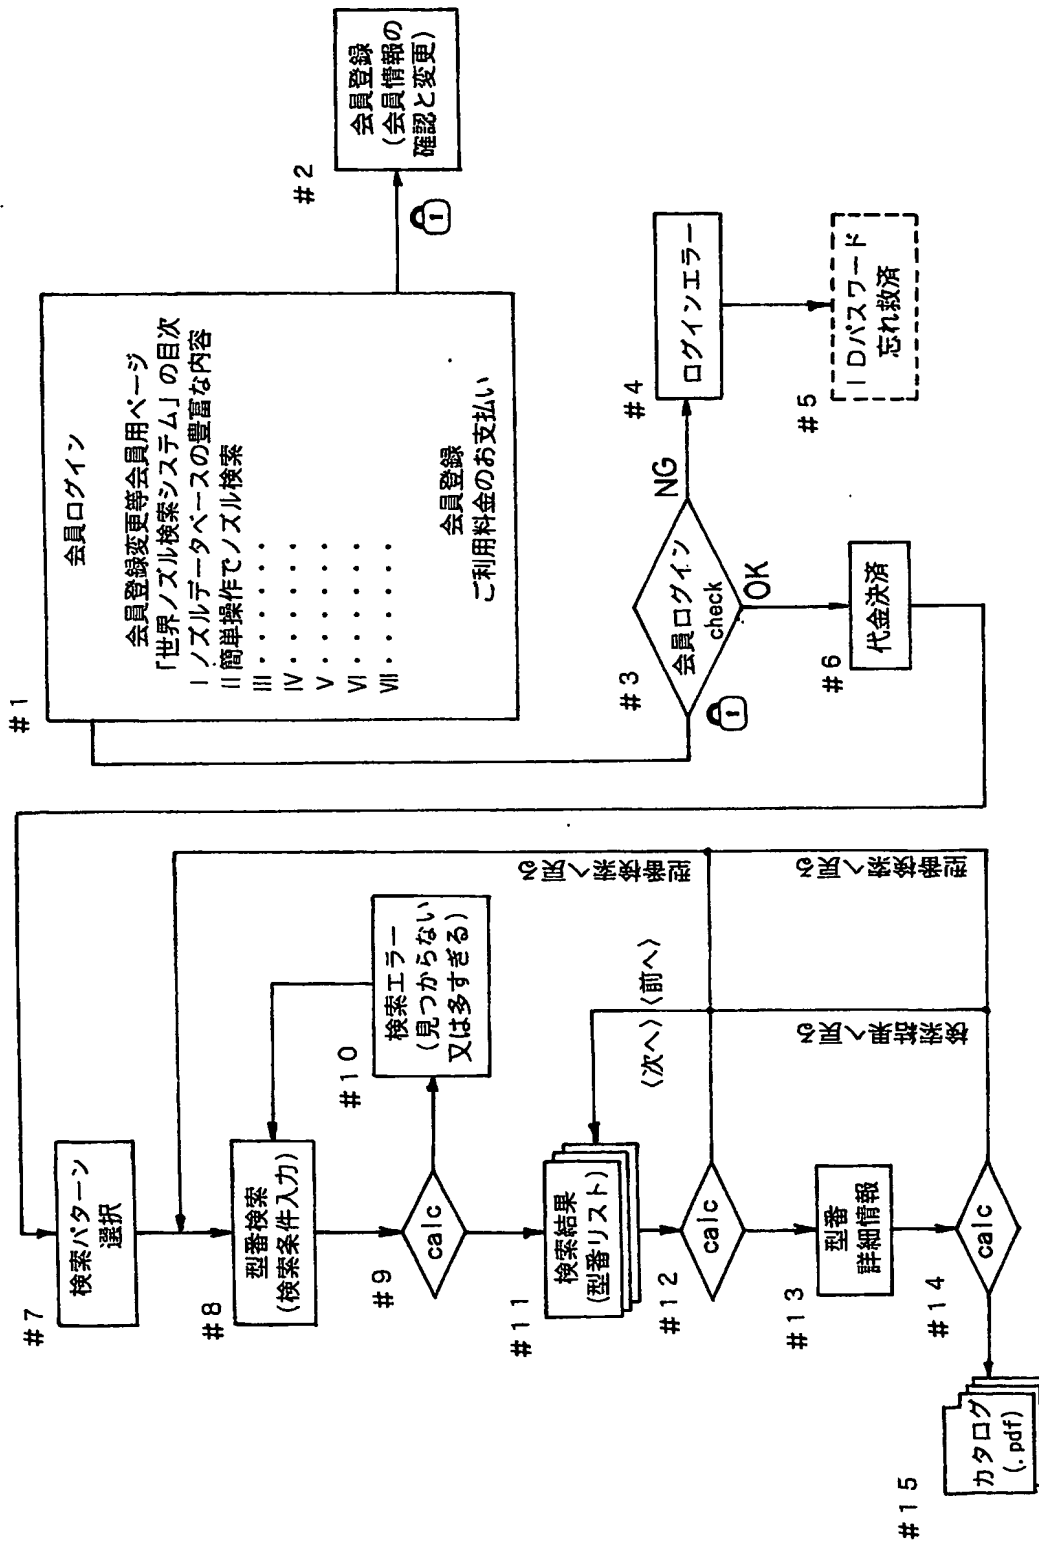 #1
会員ログイン
会員登録変更等会員用ページ
「世界ノズル検索システム」の目次
I ノズルデータベースの豊富な内容
II 簡単操作でノズル検索
III・・・・・・
IV・・・・・・
V・・・・・・
VI・・・・・・
VII・・・・・・
会員登録
ご利用料金のお支払い
#2
会員登録
(会員情報の
確認と変更)
#3
会員ログイン
check
NG
OK
#4
ログインエラー
#5
IDパスワード
忘れ救済
#6
代金決済
#7
検索パターン
選択
#8
型番検索
(検索条件入力)
#9
calc
#10
検索エラー
(見つからない
又は多すぎる)
#11
検索結果
(型番リスト)
〈次へ〉〈前へ〉
#12
calc
型番検索へ戻る
#13
型番
詳細情報
#14
calc
検索結果へ戻る
型番検索へ戻る
#15
カタログ
(.pdf)